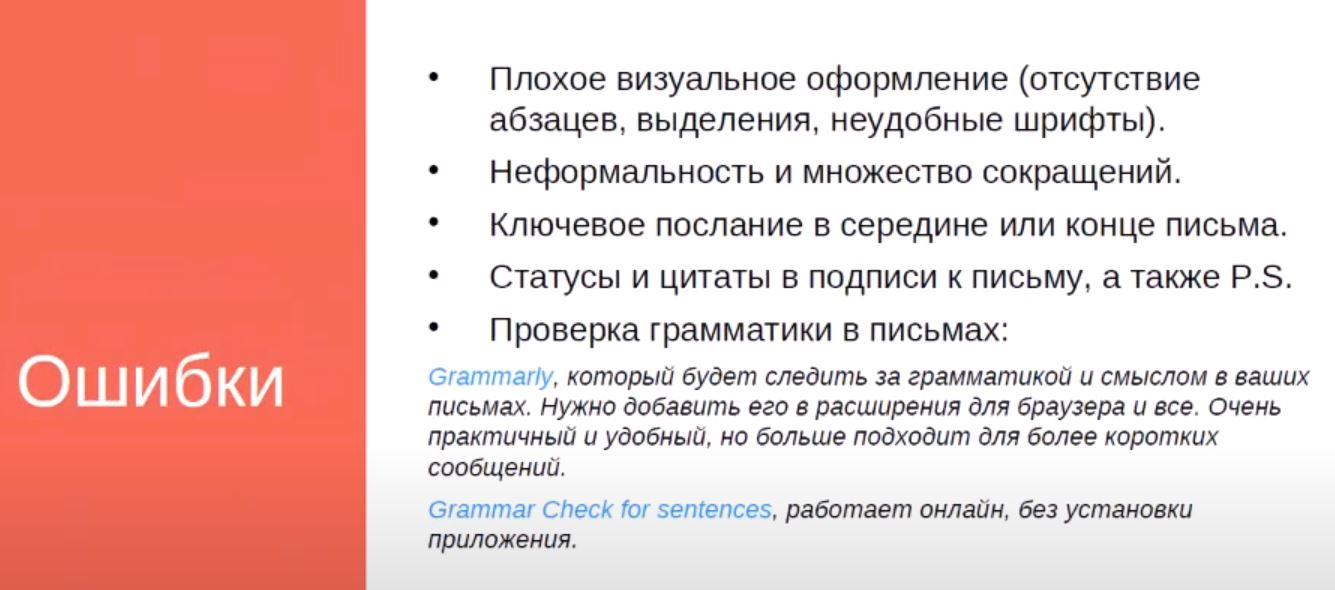 Ошибки
• Плохое визуальное оформление (отсутствие
абзацев, выделения, неудобные шрифты).
• Неформальность и множество сокращений.
• Ключевое послание в середине или конце письма.
• Статусы и цитаты в подписи к письму, а также P.S.
• Проверка грамматики в письмах:
Grammarly, который будет следить за грамматикой и смыслом в ваших
письмах. Нужно добавить его в расширения для браузера и все. Очень
практичный и удобный, но больше подходит для более коротких
сообщений.
Grammar Check for sentences, работает онлайн, без установки
приложения.